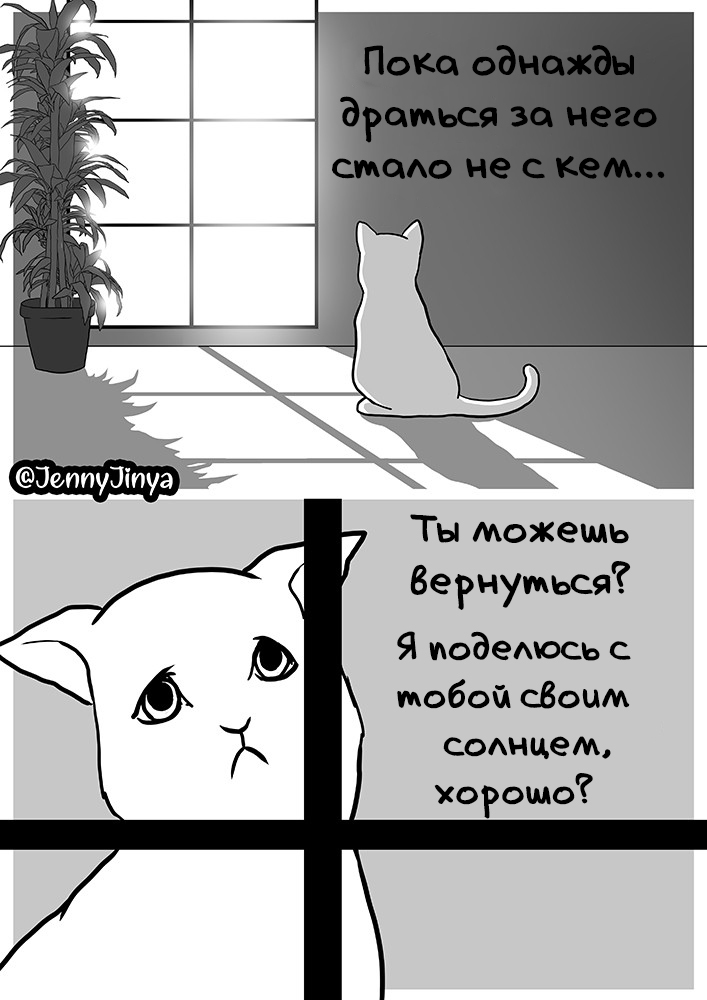 Пока однажды
драться за него
стало не с кем...
@JennyJinya
Ты можешь
вернуться?
Я поделюсь с
тобой своим
солнцем,
хорошо?